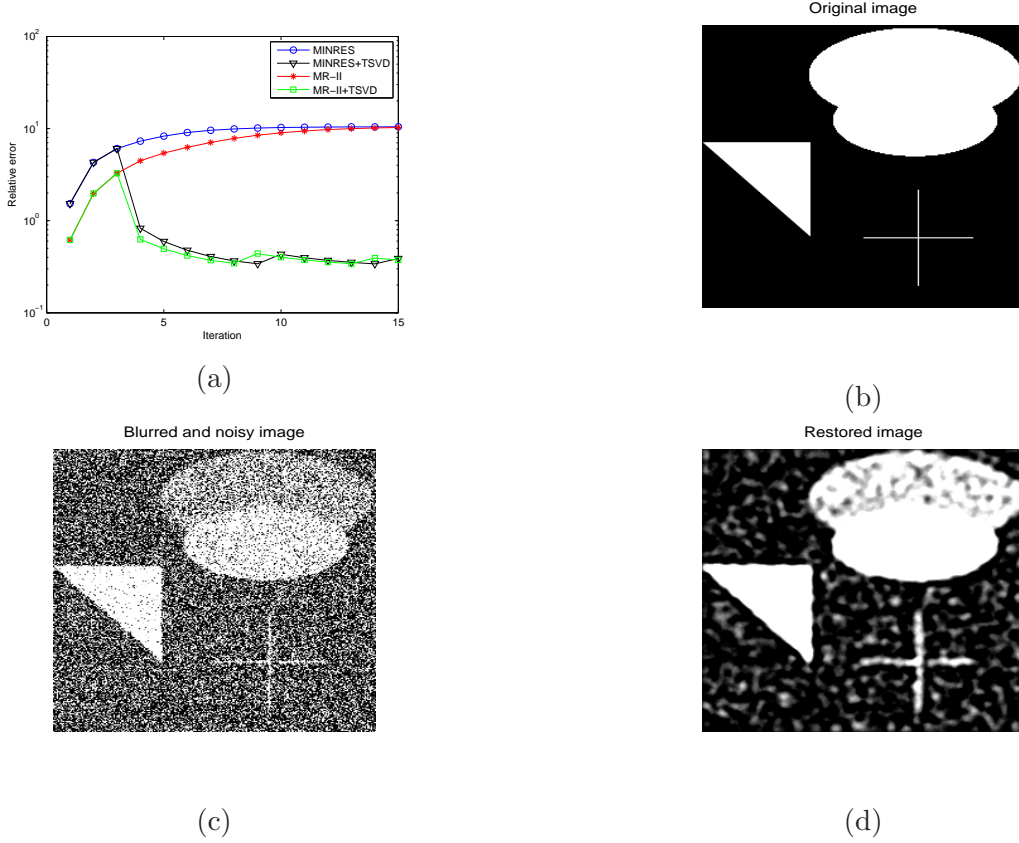 Original image
10^2
10^1
10^0
10^-1
Relative error
MINRES
MINRES+TSVD
MR-II
MR-II+TSVD
0
5
10
15
Iteration
(a)
(b)
Blurred and noisy image
Restored image
(c)
(d)